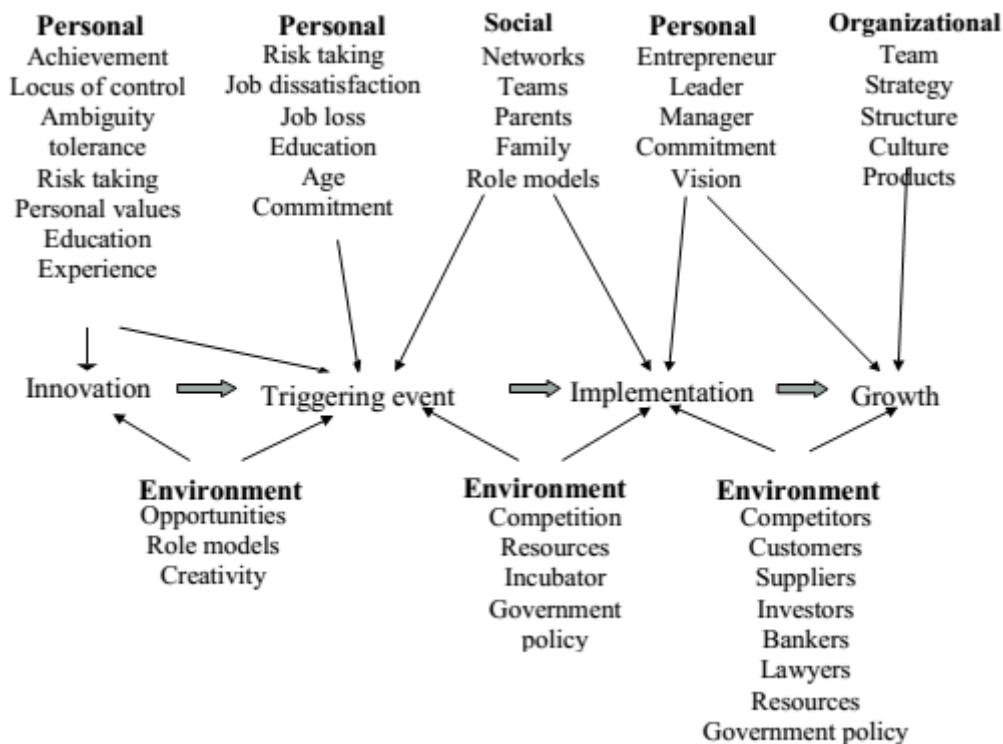 Personal
Achievement
Locus of control
Ambiguity
tolerance
Risk taking
Personal values
Education
Experience
Personal
Risk taking
Job dissatisfaction
Job loss
Education
Age
Commitment
Social
Networks
Teams
Parents
Family
Role models
Personal
Entrepreneur
Leader
Manager
Commitment
Vision
Organizational
Team
Strategy
Structure
Culture
Products
Innovation
Triggering event
Implementation
Growth
Environment
Opportunities
Role models
Creativity
Environment
Competition
Resources
Incubator
Government
policy
Environment
Competitors
Customers
Suppliers
Investors
Bankers
Lawyers
Resources
Government policy